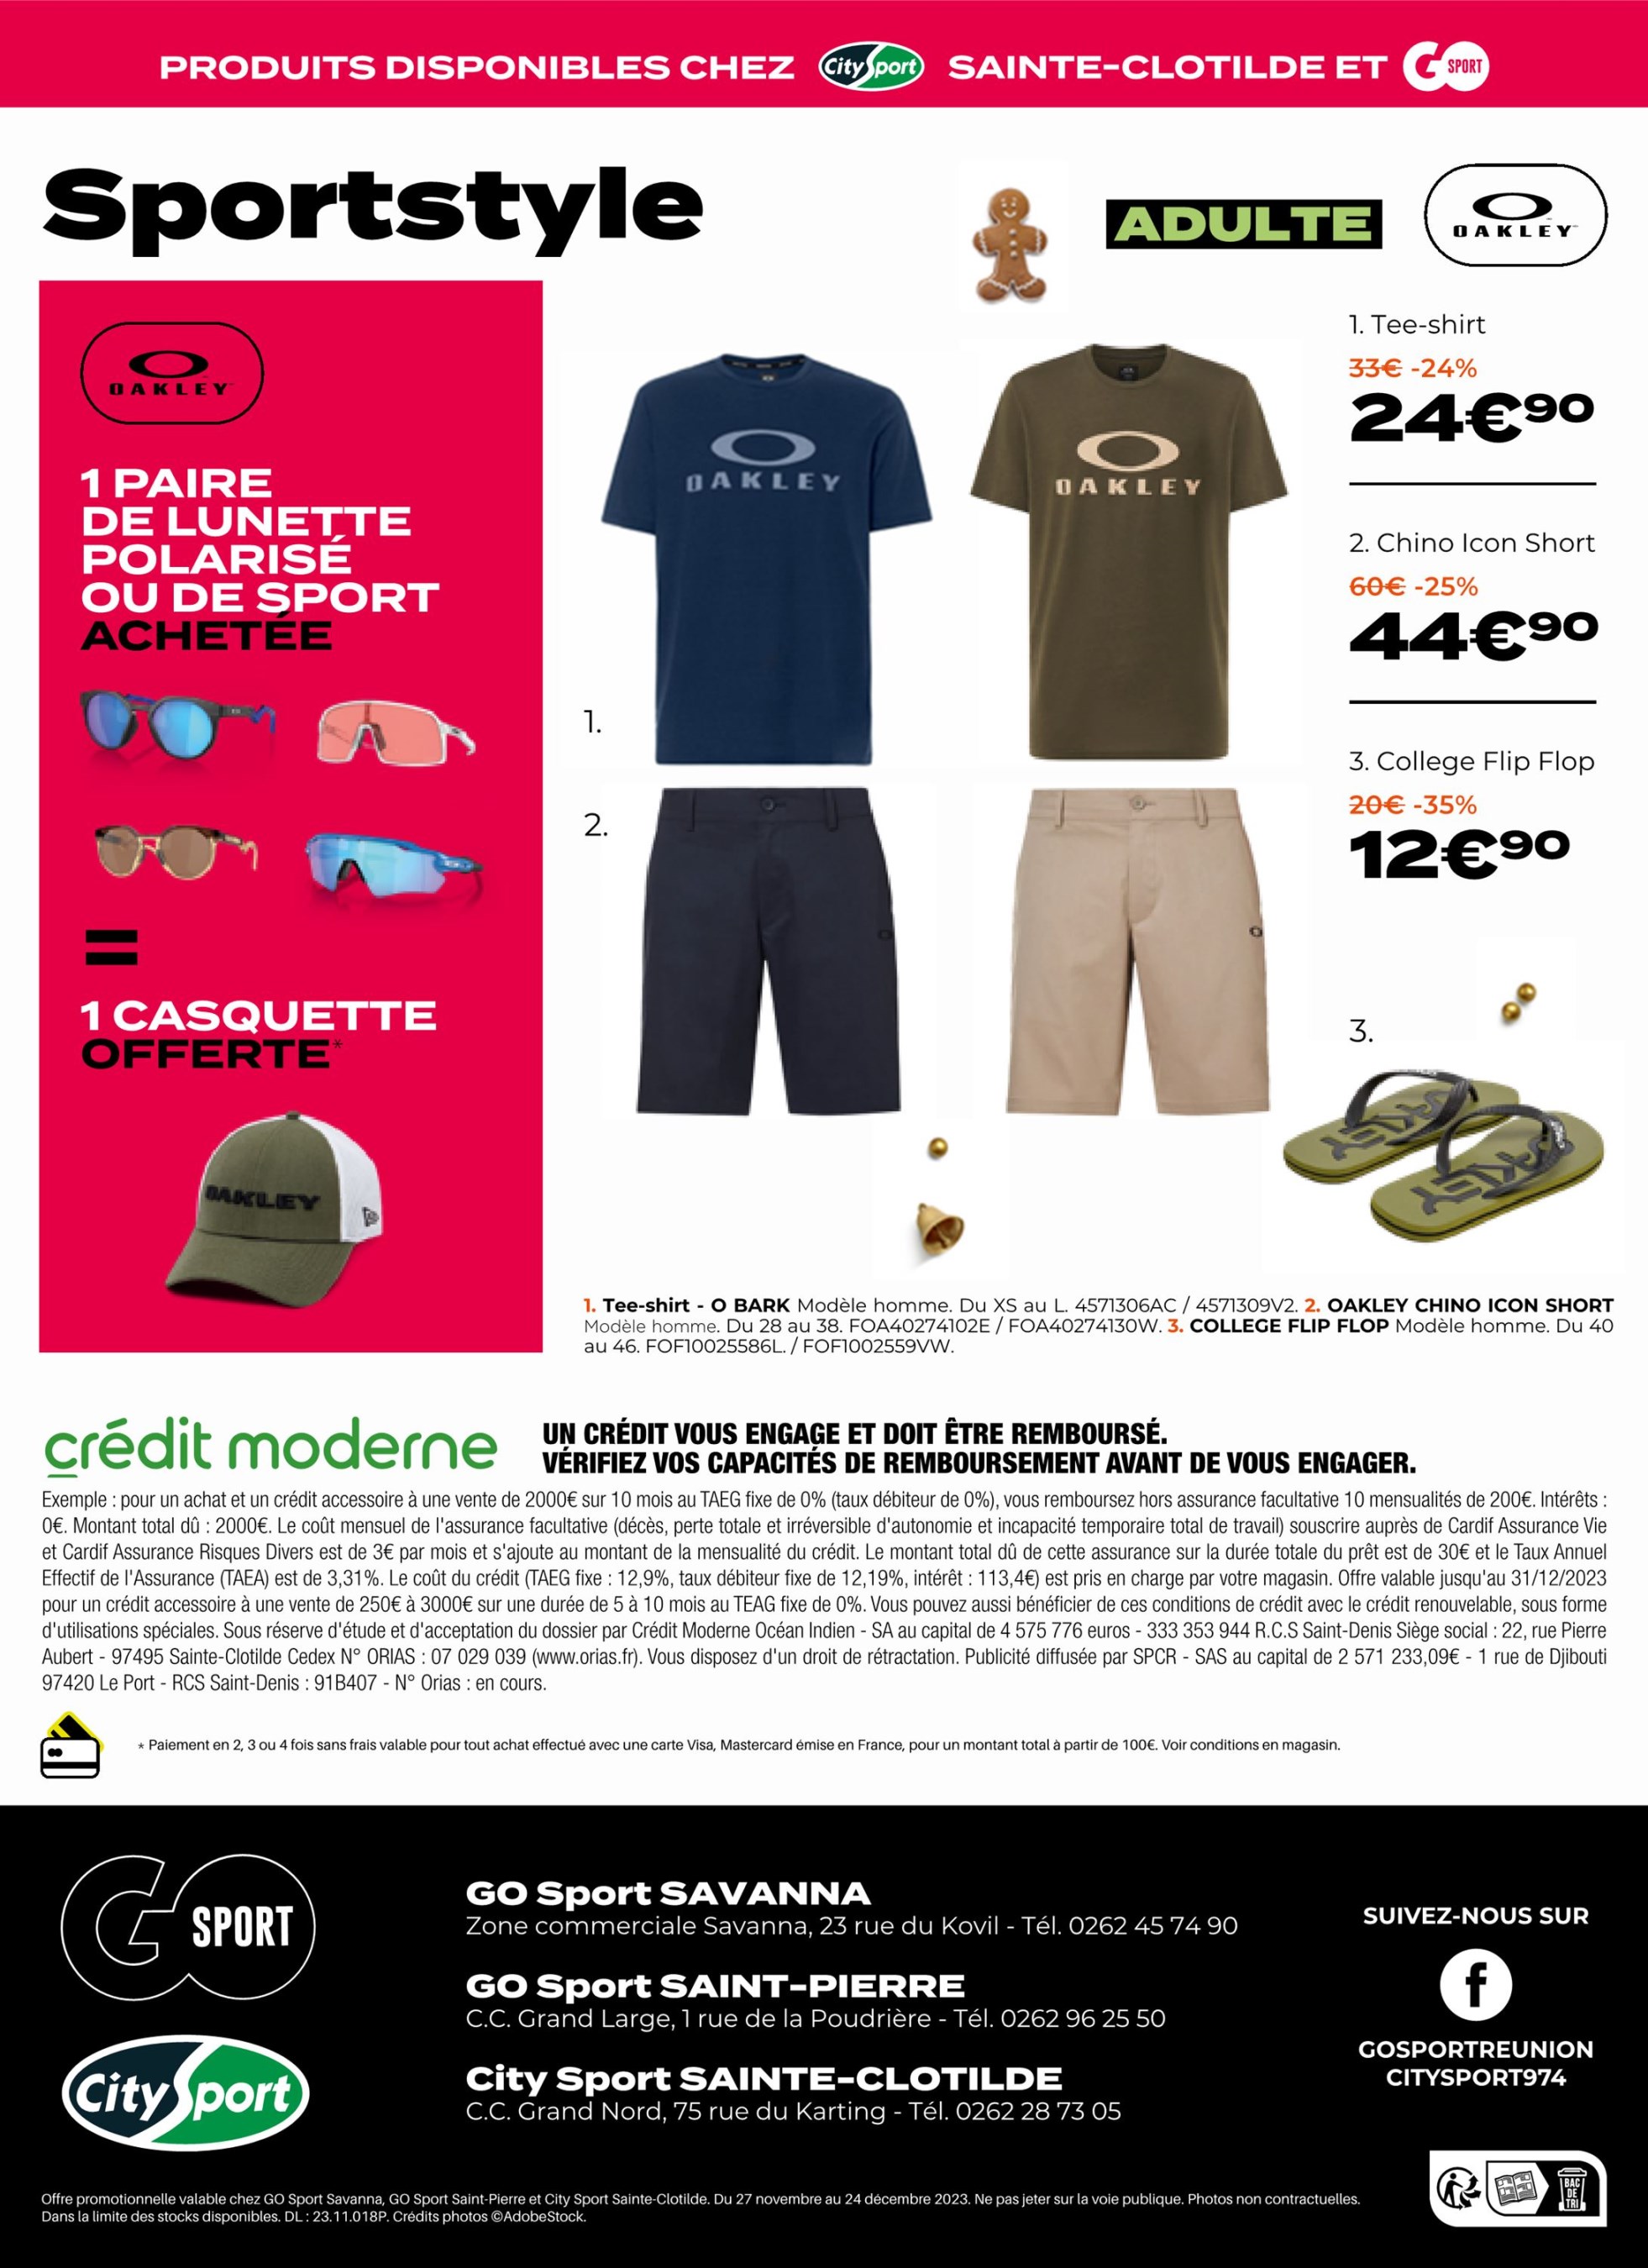 PRODUITS DISPONIBLES CHEZ City Sport SAINTE-CLOTILDE ET GO SPORT
Sportstyle
ADULTE
OAKLEY
OAKLEY
1 PAIRE
DE LUNETTE
POLARISÉ
OU DE SPORT
ACHETÉE
=
1 CASQUETTE
OFFERTE*
OAKLEY
OAKLEY
OAKLEY
1.
2.
1. Tee-shirt
33€ -24%
24€90
2. Chino Icon Short
60€ -25%
44€90
3. College Flip Flop
20€ -35%
12€90
3.
1. Tee-shirt - O BARK Modèle homme. Du XS au L. 4571306AC / 4571309V2. 2. OAKLEY CHINO ICON SHORT
Modèle homme. Du 28 au 38. FOA40274102E / FOA40274130W. 3. COLLEGE FLIP FLOP Modèle homme. Du 40
au 46. FOF10025586L. / FOF1002559VW.
crédit moderne
UN CRÉDIT VOUS ENGAGE ET DOIT ÊTRE REMBOURSÉ.
VÉRIFIEZ VOS CAPACITÉS DE REMBOURSEMENT AVANT DE VOUS ENGAGER.
Exemple : pour un achat et un crédit accessoire à une vente de 2000€ sur 10 mois au TAEG fixe de 0% (taux débiteur de 0%), vous remboursez hors assurance facultative 10 mensualités de 200€. Intérêts :
0€. Montant total dû : 2000€. Le coût mensuel de l'assurance facultative (décès, perte totale et irréversible d'autonomie et incapacité temporaire total de travail) souscrire auprès de Cardif Assurance Vie
et Cardif Assurance Risques Divers est de 3€ par mois et s'ajoute au montant de la mensualité du crédit. Le montant total dû de cette assurance sur la durée totale du prêt est de 30€ et le Taux Annuel
Effectif de l'Assurance (TAEA) est de 3,31%. Le coût du crédit (TAEG fixe : 12,9%, taux débiteur fixe de 12,19%, intérêt : 113,4€) est pris en charge par votre magasin. Offre valable jusqu'au 31/12/2023
pour un crédit accessoire à une vente de 250€ à 3000€ sur une durée de 5 à 10 mois au TEAG fixe de 0%. Vous pouvez aussi bénéficier de ces conditions de crédit avec le crédit renouvelable, sous forme
d'utilisations spéciales. Sous réserve d'étude et d'acceptation du dossier par Crédit Moderne Océan Indien - SA au capital de 4 575 776 euros - 333 353 944 R.C.S Saint-Denis Siège social : 22, rue Pierre
Aubert - 97495 Sainte-Clotilde Cedex N° ORIAS : 07 029 039 (www.orias.fr). Vous disposez d'un droit de rétractation. Publicité diffusée par SPCR - SAS au capital de 2 571 233,09€ - 1 rue de Djibouti
97420 Le Port - RCS Saint-Denis : 91B407 - N° Orias : en cours.
* Paiement en 2, 3 ou 4 fois sans frais valable pour tout achat effectué avec une carte Visa, Mastercard émise en France, pour un montant total à partir de 100€. Voir conditions en magasin.
GO SPORT
City Sport
GO Sport SAVANNA
Zone commerciale Savanna, 23 rue du Kovil - Tél. 0262 45 74 90
GO Sport SAINT-PIERRE
C.C. Grand Large, 1 rue de la Poudrière - Tél. 0262 96 25 50
City Sport SAINTE-CLOTILDE
C.C. Grand Nord, 75 rue du Karting - Tél. 0262 28 73 05
SUIVEZ-NOUS SUR
f
GOSPORTREUNION
CITYSPORT974
BAC
DE
TRI
Offre promotionnelle valable chez GO Sport Savanna, GO Sport Saint-Pierre et City Sport Sainte-Clotilde. Du 27 novembre au 24 décembre 2023. Ne pas jeter sur la voie publique. Photos non contractuelles.
Dans la limite des stocks disponibles. DL : 23.11.018P. Crédits photos ©AdobeStock.